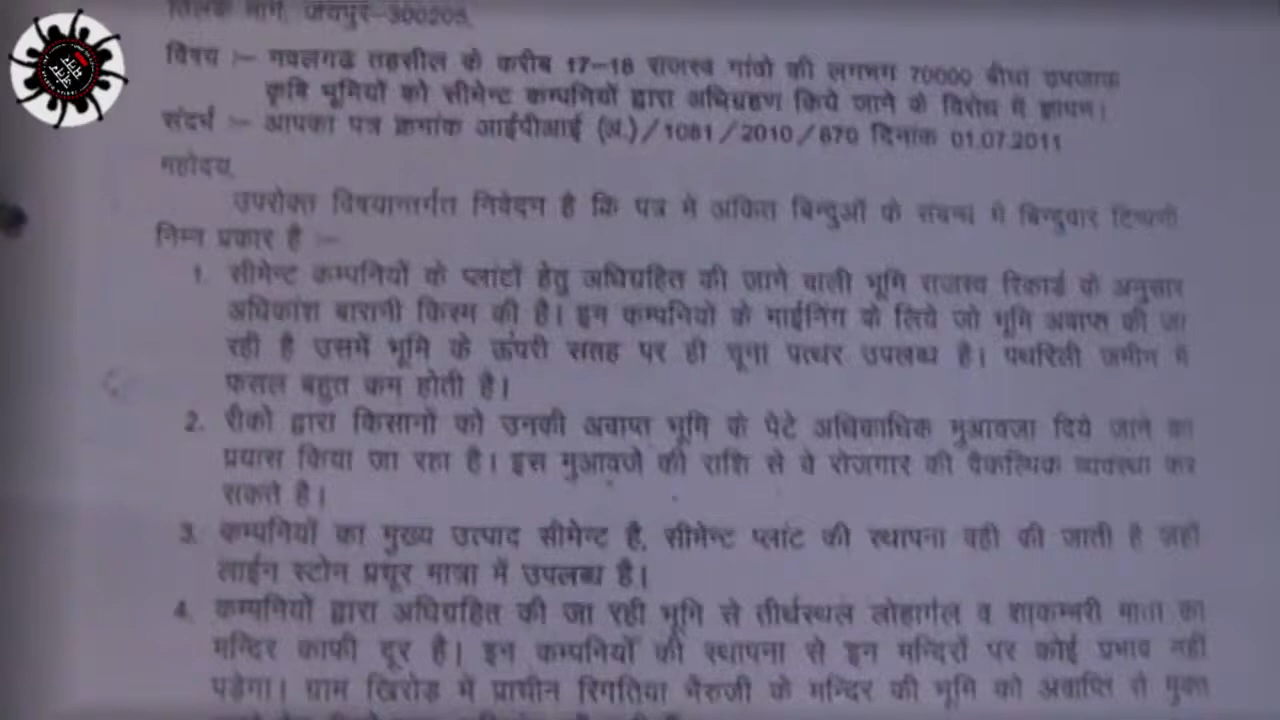 तिलक मार्ग, जयपुर-300205,
विषय :- नवलगढ तहसील के करीब 17-18 राजस्व गांवो की लगभग 70000 बीघा उपजाऊ
कृषि भूमियों को सीमेन्ट कम्पनियों द्वारा अधिग्रहण किये जाने के विरोध में ज्ञापन।
संदर्भ :- आपका पत्र क्रमांक आईपीआई (अ.)/1081/2010/670 दिनांक 01.07.2011
महोदय,
उपरोक्त विषयान्तर्गत निवेदन है कि पत्र में अंकित बिन्दुओं के संबन्ध में बिन्दुवार टिप्पणी
निम्न प्रकार है :-
1. सीमेन्ट कम्पनियों के प्लांटों हेतु अधिग्रहित की जाने वाली भूमि राजस्व रिकार्ड के अनुसार
अधिकांश बारानी किस्म की है। इन कम्पनियो के माईनिंग के लिये जो भूमि अवाप्त की जा
रही है उसमें भूमि के ऊपरी सतह पर ही चूना पत्थर उपलब्ध है। पथरिली जमीन में
फसल बहुत कम होती है।
2. रीको द्वारा किसानों को उनकी अवाप्त भूमि के पेटे अधिकाधिक मुआवजा दिये जाने का
प्रयास किया जा रहा है। इस मुआवजे की राशि से वे रोजगार की वैकल्पिक व्यवस्था कर
सकते है।
3. कम्पनियों का मुख्य उत्पाद सीमेन्ट है, सीमेन्ट प्लांट की स्थापना वही की जाती है जहाँ
लाईन स्टोन प्रचूर मात्रा में उपलब्ध है।
4. कम्पनियों द्वारा अधिग्रहित की जा रही भूमि से तीर्थस्थल लोहार्गल व शाकम्बरी माता का
मन्दिर काफी दूर है। इन कम्पनियों की स्थापना से इन मन्दिरों पर कोई प्रभाव नही
पड़ेगा। ग्राम खिरोड़ में प्राचीन रिगतिया भैरुजी के मन्दिर की भूमि को अवाप्ति से मुक्त